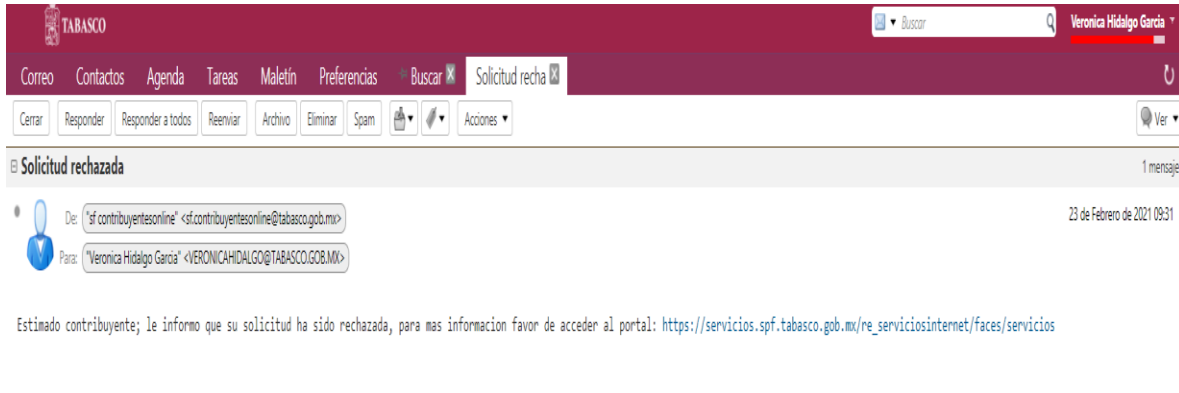 TABASCO
Buscar
Veronica Hidalgo Garcia
Correo Contactos Agenda Tareas Maletín Preferencias Buscar Solicitud recha
Cerrar Responder Responder a todos Reenviar Archivo Eliminar Spam Acciones Ver
Solicitud rechazada 1 mensaje
De: "sf contribuyentesonline" <sf.contribuyentesonline@tabasco.gob.mx> 23 de Febrero de 2021 09:31
Para: "Veronica Hidalgo Garcia" <VERONICAHIDALGO@TABASCO.GOB.MX>
Estimado contribuyente; le informo que su solicitud ha sido rechazada, para mas informacion favor de acceder al portal: https://servicios.spf.tabasco.gob.mx/re_serviciosinternet/faces/servicios